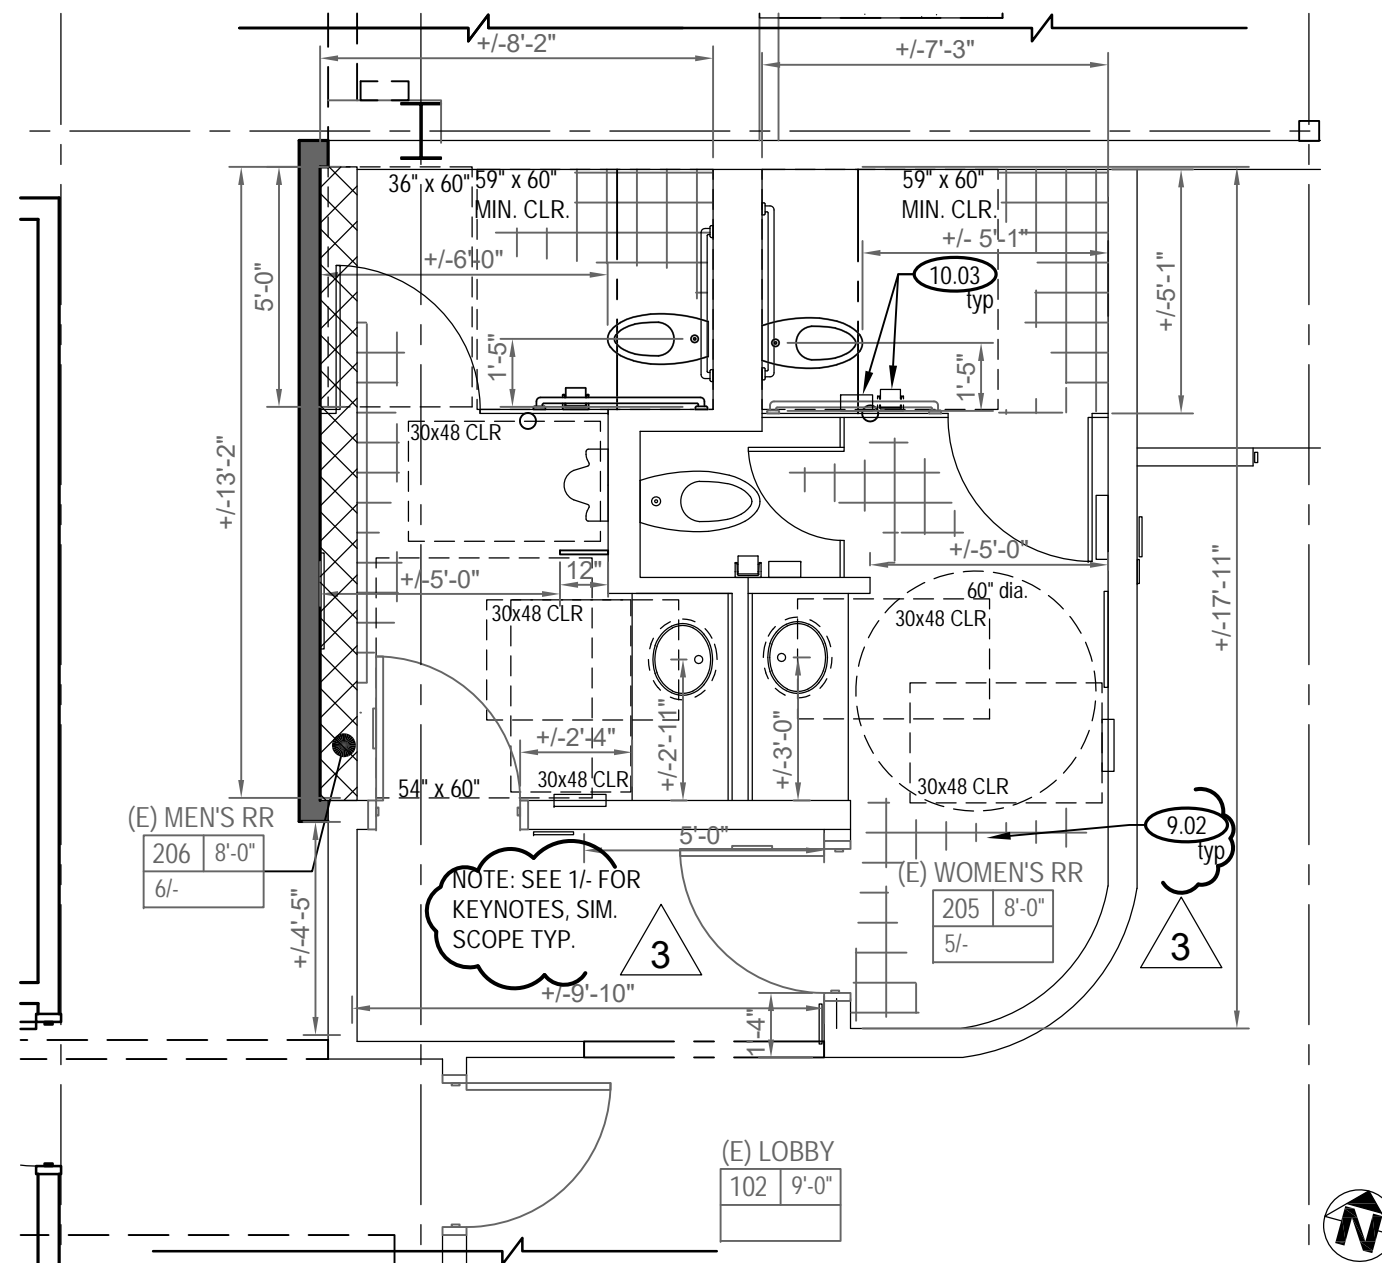 +/-8'-2"
+/-7'-3"
36" x 60"
59" x 60"
MIN. CLR.
59" x 60"
MIN. CLR.
+/- 5'-1"
+/-6'-0"
10.03
typ
5'-0"
+/-5'-1"
1'-5"
1'-5"
30x48 CLR
+/-13'-2"
+/-5'-0"
12"
+/-5'-0"
60" dia.
+/-17'-11"
30x48 CLR
30x48 CLR
+/-2'-4"
+/-2'-11"
+/-3'-0"
54" x 60"
30x48 CLR
30x48 CLR
(E) MEN'S RR
206 8'-0"
6/-
5'-0"
9.02
typ
NOTE: SEE 1/- FOR
KEYNOTES, SIM.
SCOPE TYP.
3
(E) WOMEN'S RR
205 8'-0"
5/-
3
+/-4'-5"
+/-9'-10"
1'-4"
(E) LOBBY
102 9'-0"
N